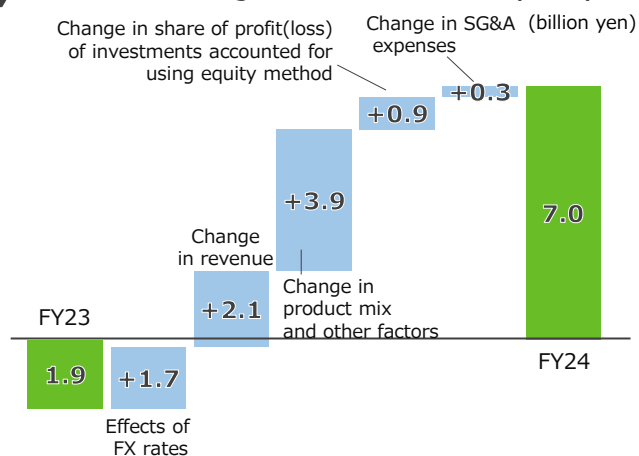 Change in share of profit(loss)
of investments accounted for
using equity method
Change in SG&A
expenses
(billion yen)
+0.3
+0.9
+3.9
7.0
Change
in revenue
+2.1
Change in
product mix
and other factors
FY23
1.9
+1.7
FY24
Effects of
FX rates